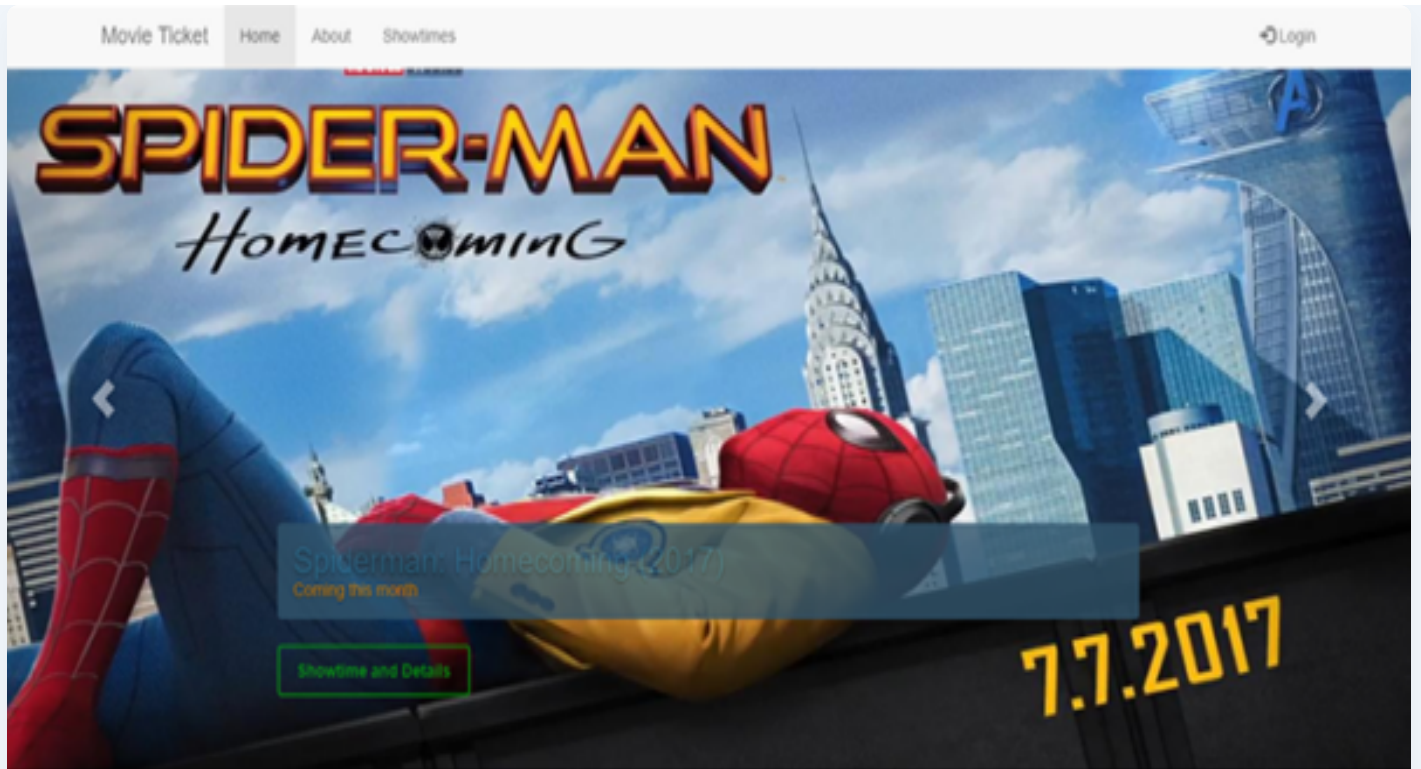 Movie Ticket Home About Showtimes Login
SPIDER-MAN
HOMECOMING
Spiderman: Homecoming (2017)
Coming this month
Showtime and Details
7.7.2017